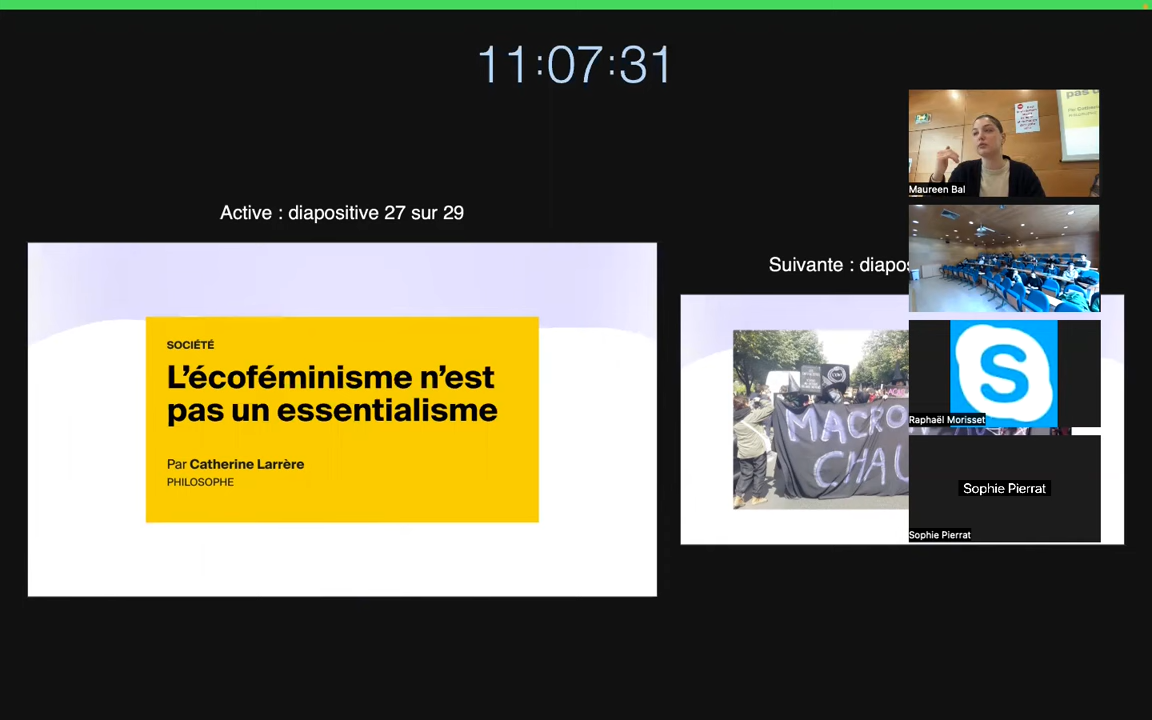 11:07:31
Active : diapositive 27 sur 29
SOCIÉTÉ
L'écoféminisme n'est
pas un essentialisme
Par Catherine Larrère
PHILOSOPHE
Suivante : diapos
MACRO
CHAU
Maureen Bal
Raphaël Morisset
Sophie Pierrat
Sophie Pierrat